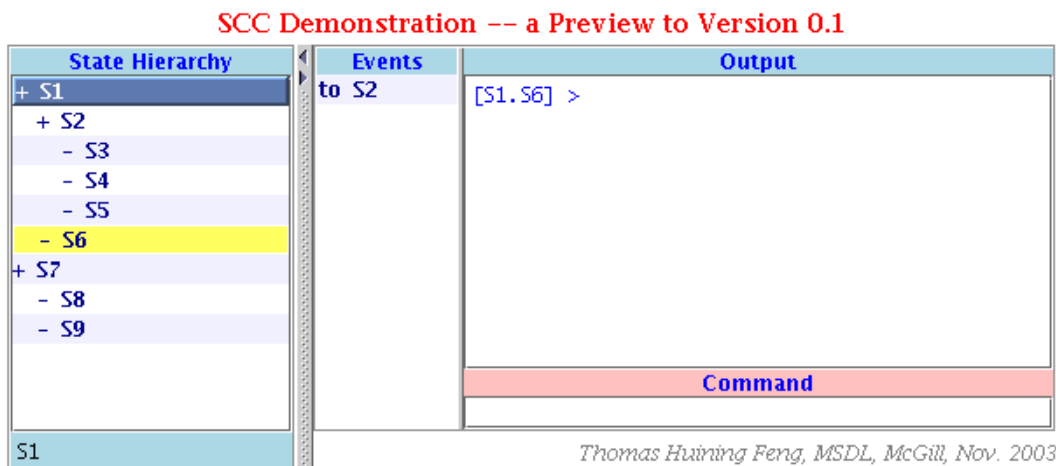 SCC Demonstration -- a Preview to Version 0.1
State Hierarchy
+ S1
+ S2
- S3
- S4
- S5
- S6
+ S7
- S8
- S9
S1
Events
to S2
Output
[S1.S6] >
Command
Thomas Huining Feng, MSDL, McGill, Nov. 2003